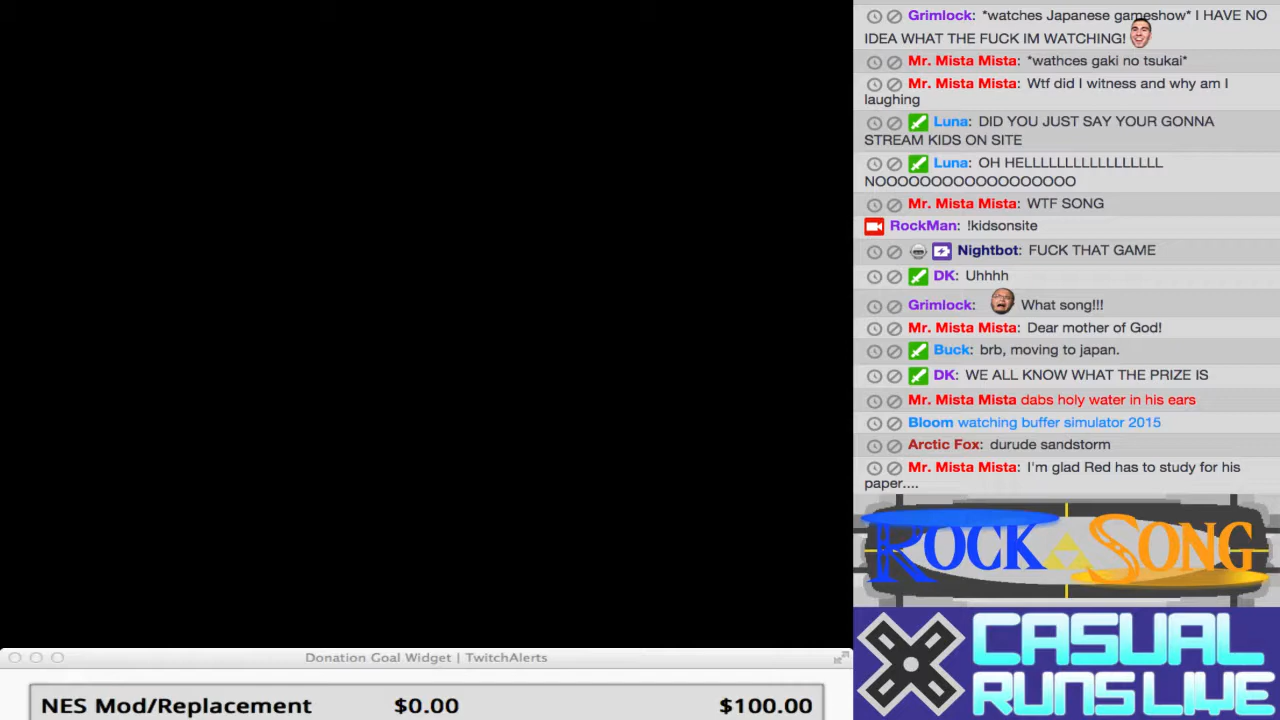 Grimlock: *watches Japanese gameshow* I HAVE NO
IDEA WHAT THE FUCK IM WATCHING!
Mr. Mista Mista: *wathces gaki no tsukai*
Mr. Mista Mista: Wtf did I witness and why am I
laughing
Luna: DID YOU JUST SAY YOUR GONNA
STREAM KIDS ON SITE
Luna: OH HELLLLLLLLLLLLLLLLL
NOOOOOOOOOOOOOOOOOO
Mr. Mista Mista: WTF SONG
RockMan: !kidsonsite
Nightbot: FUCK THAT GAME
DK: Uhhhh
Grimlock: What song!!!
Mr. Mista Mista: Dear mother of God!
Buck: brb, moving to japan.
DK: WE ALL KNOW WHAT THE PRIZE IS
Mr. Mista Mista dabs holy water in his ears
Bloom watching buffer simulator 2015
Arctic Fox: durude sandstorm
Mr. Mista Mista: I'm glad Red has to study for his
paper....
ROCK SONG
CASUAL
RUNS LIVE
Donation Goal Widget | TwitchAlerts
NES Mod/Replacement $0.00 $100.00